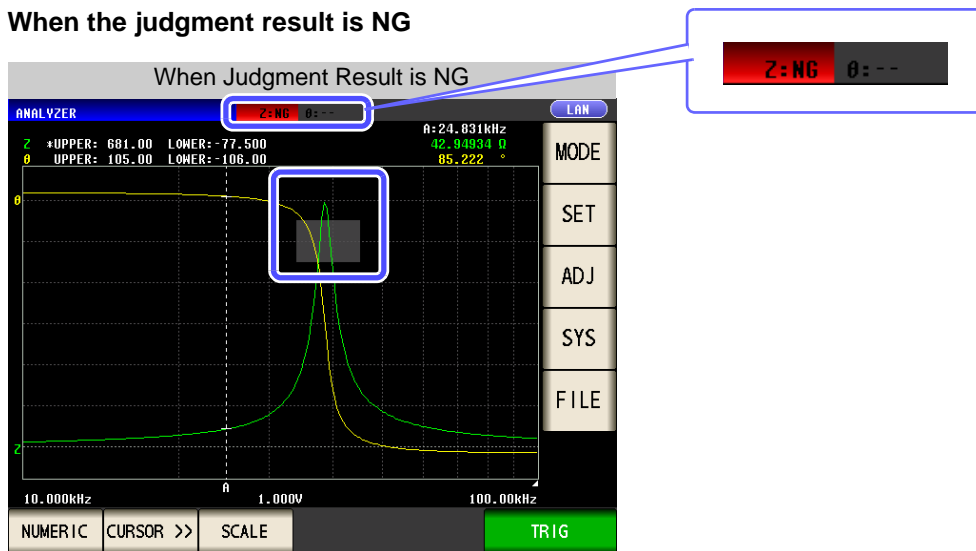 When the judgment result is NG
When Judgment Result is NG
Z:NG θ:--
ANALYZER Z:NG θ:-- LAN
A:24.831kHz
Z *UPPER: 681.00 LOWER:-77.500 42.94934 Ω
θ UPPER: 105.00 LOWER:-106.00 85.222 °
MODE
θ
SET
ADJ
SYS
FILE
Z
A
10.000kHz 1.000V 100.00kHz
NUMERIC CURSOR >> SCALE TRIG